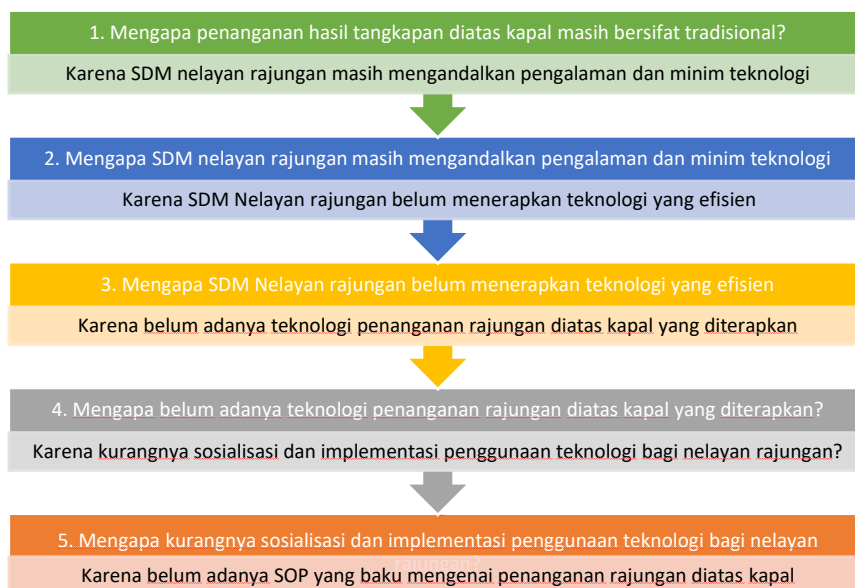 1. Mengapa penanganan hasil tangkapan diatas kapal masih bersifat tradisional?
Karena SDM nelayan rajungan masih mengandalkan pengalaman dan minim teknologi
2. Mengapa SDM nelayan rajungan masih mengandalkan pengalaman dan minim teknologi
Karena SDM Nelayan rajungan belum menerapkan teknologi yang efisien
3. Mengapa SDM Nelayan rajungan belum menerapkan teknologi yang efisien
Karena belum adanya teknologi penanganan rajungan diatas kapal yang diterapkan
4. Mengapa belum adanya teknologi penanganan rajungan diatas kapal yang diterapkan?
Karena kurangnya sosialisasi dan implementasi penggunaan teknologi bagi nelayan rajungan?
5. Mengapa kurangnya sosialisasi dan implementasi penggunaan teknologi bagi nelayan
rajungan?
Karena belum adanya SOP yang baku mengenai penanganan rajungan diatas kapal